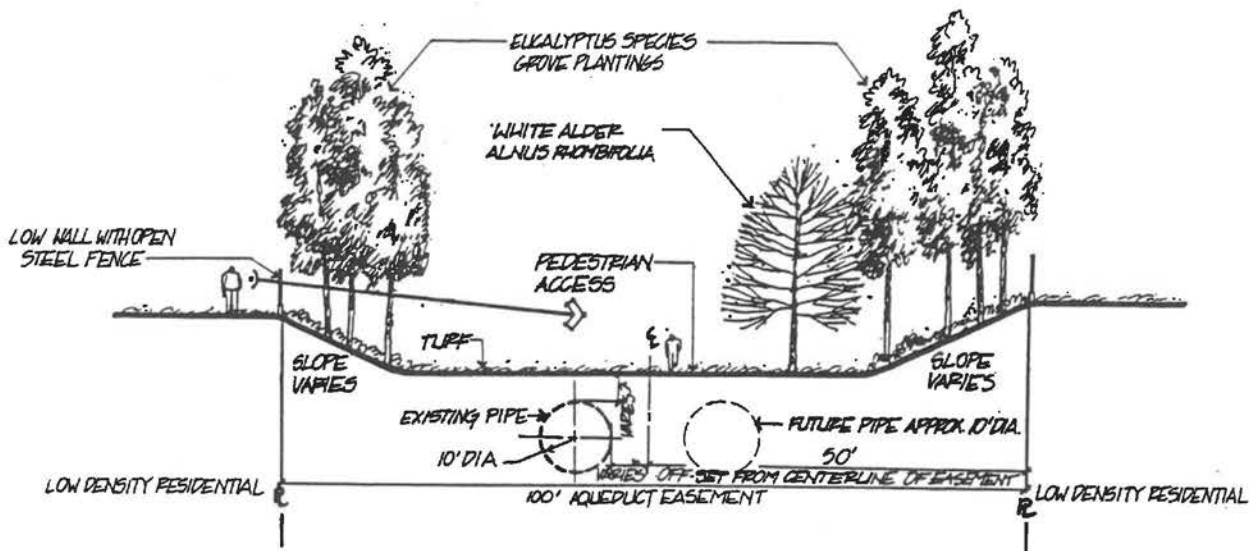 EUCALYPTUS SPECIES
GROVE PLANTINGS
WHITE ALDER
ALNUS RHOMBIFOLIA
LOW WALL WITH OPEN
STEEL FENCE
PEDESTRIAN
ACCESS
TURF
℄
SLOPE
VARIES
SLOPE
VARIES
VARIES
EXISTING PIPE
10' DIA
FUTURE PIPE APPROX. 10' DIA.
50'
VARIES OFF-SET FROM CENTERLINE OF EASEMENT
100' AQUEDUCT EASEMENT
LOW DENSITY RESIDENTIAL
PL
PL
LOW DENSITY RESIDENTIAL